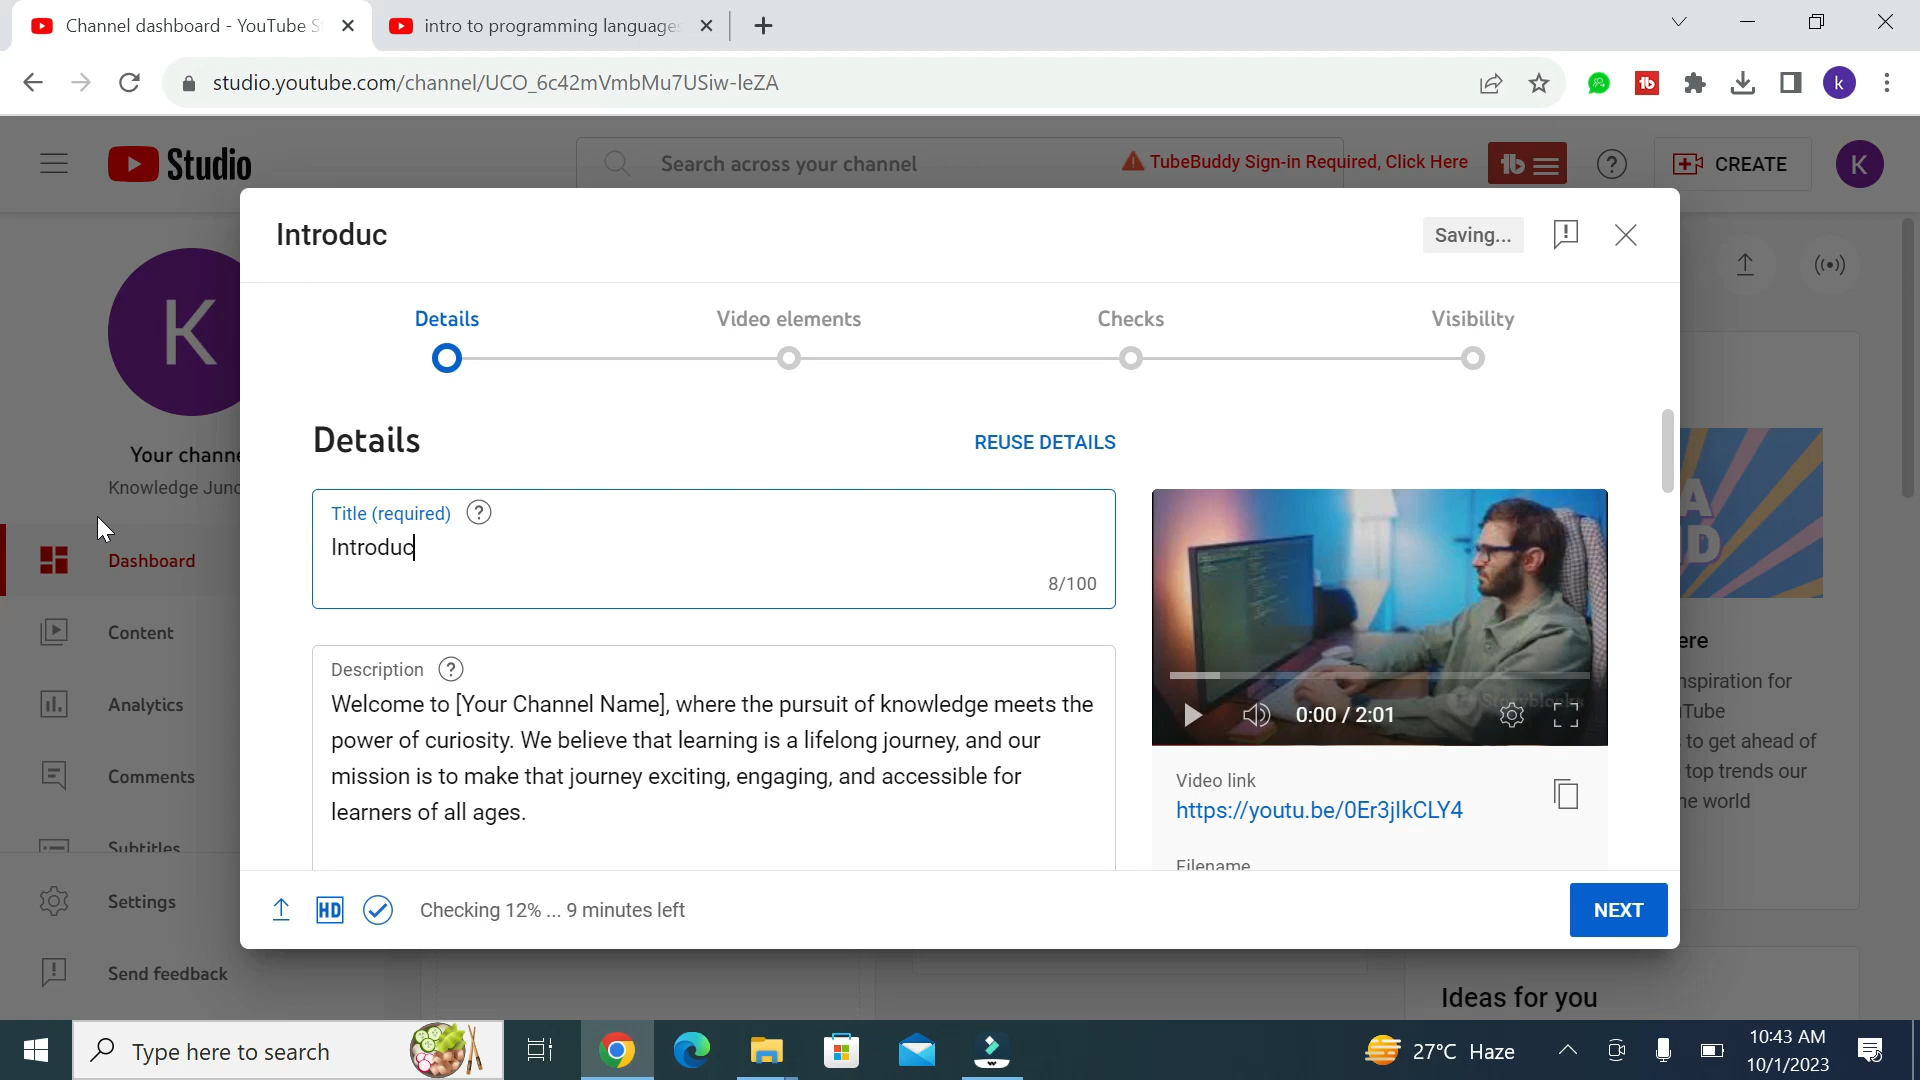 Channel dashboard - YouTube S
intro to programming language
studio.youtube.com/channel/UCO_6c42mVmbMu7USiw-leZA
k
Studio
Search across your channel
TubeBuddy Sign-in Required, Click Here
CREATE
K
Introduc
Saving...
K
Details
Video elements
Checks
Visibility
Your channe
Knowledge Junc
Dashboard
Content
Analytics
Comments
Subtitles
Settings
Send feedback
Details
REUSE DETAILS
Title (required)
Introduc
8/100
Description
Welcome to [Your Channel Name], where the pursuit of knowledge meets the
power of curiosity. We believe that learning is a lifelong journey, and our
mission is to make that journey exciting, engaging, and accessible for
learners of all ages.
Storyblocks
0:00 / 2:01
Video link
https://youtu.be/0Er3jlkCLY4
Filename
A
D
ere
nspiration for
uTube
to get ahead of
top trends our
he world
Checking 12% ... 9 minutes left
HD
NEXT
Ideas for you
Type here to search
27°C Haze
10:43 AM
10/1/2023